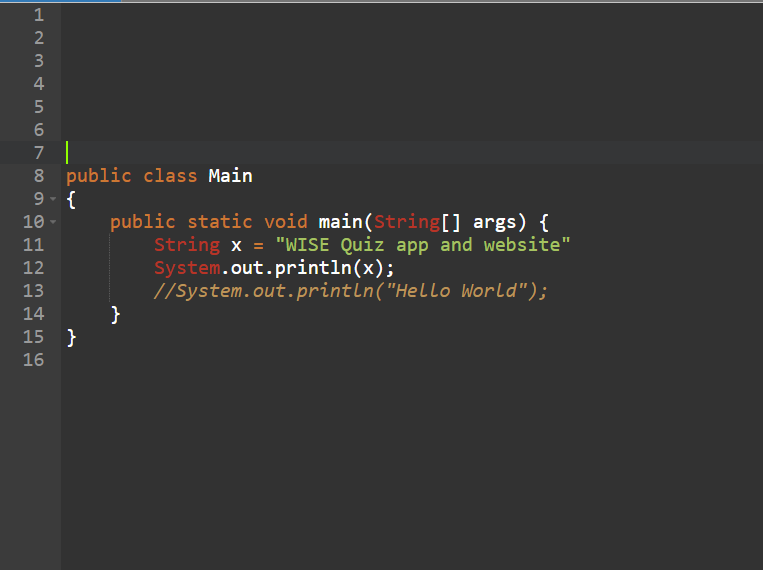 1
2
3
4
5
6
7
8 public class Main
9 {
10 public static void main(String[] args) {
11 String x = "WISE Quiz app and website"
12 System.out.println(x);
13 //System.out.println("Hello World");
14 }
15 }
16